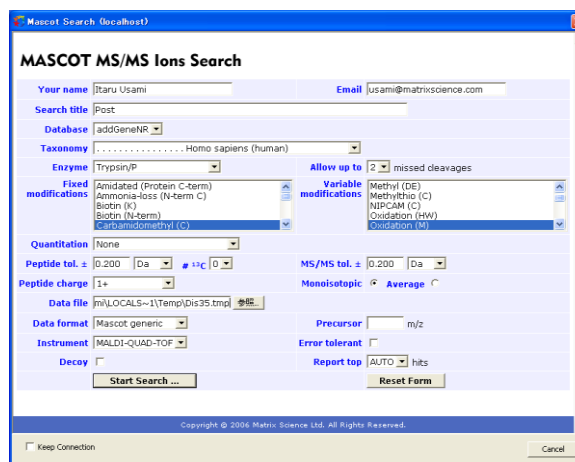 Mascot Search (localhost)
MASCOT MS/MS Ions Search
Your name Itaru Usami Email usami@matrixscience.com
Search title Post
Database addGeneNR
Taxonomy . . . . . . . . . . . . . . . . Homo sapiens (human)
Enzyme Trypsin/P Allow up to 2 missed cleavages
Fixed modifications Variable modifications
Amidated (Protein C-term) Methyl (DE)
Ammonia-loss (N-term C) Methylthio (C)
Biotin (K) NIPCAM (C)
Biotin (N-term) Oxidation (HW)
Carbamidomethyl (C) Oxidation (M)
Quantitation None
Peptide tol. ± 0.200 Da # 13C 0 MS/MS tol. ± 0.200 Da
Peptide charge 1+ Monoisotopic Average
Data file mi\LOCALS~1\Temp\Dis35.tmp 参照...
Data format Mascot generic Precursor m/z
Instrument MALDI-QUAD-TOF Error tolerant
Decoy Report top AUTO hits
Start Search ... Reset Form
Copyright © 2006 Matrix Science Ltd. All Rights Reserved.
Keep Connection Cancel